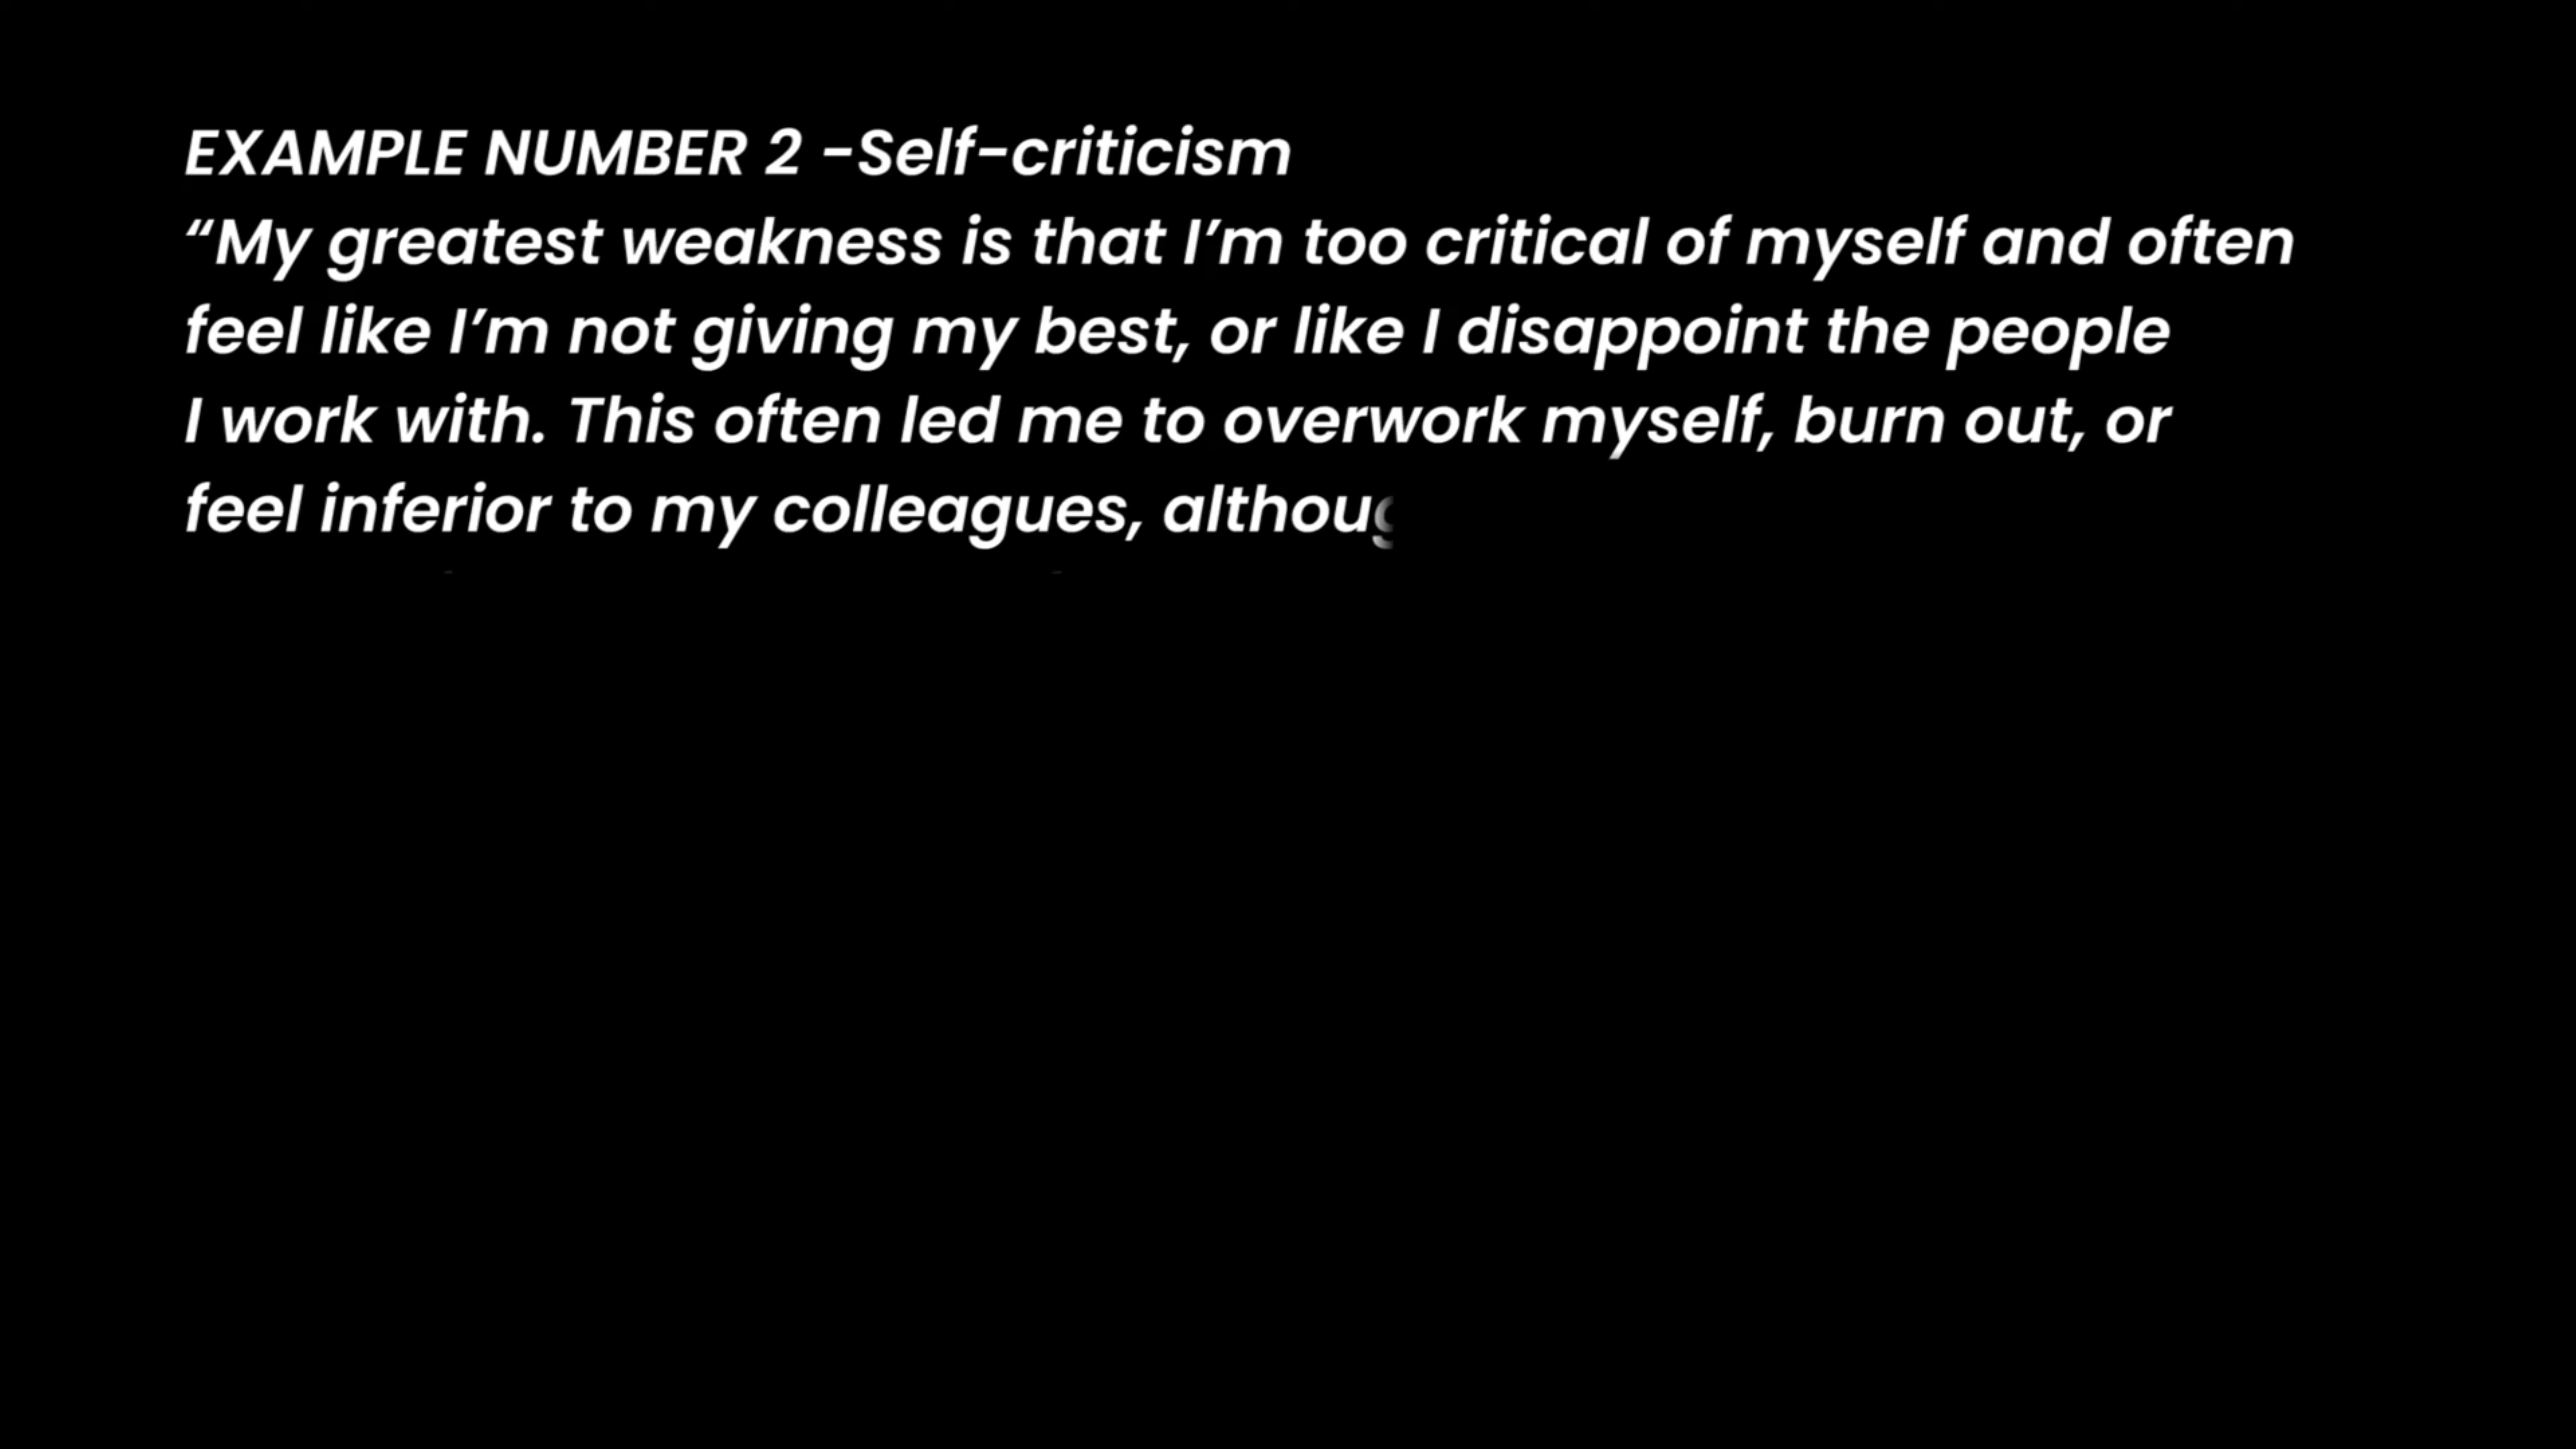 EXAMPLE NUMBER 2 -Self-criticism
“My greatest weakness is that I’m too critical of myself and often
feel like I’m not giving my best, or like I disappoint the people
I work with. This often led me to overwork myself, burn out, or
feel inferior to my colleagues,